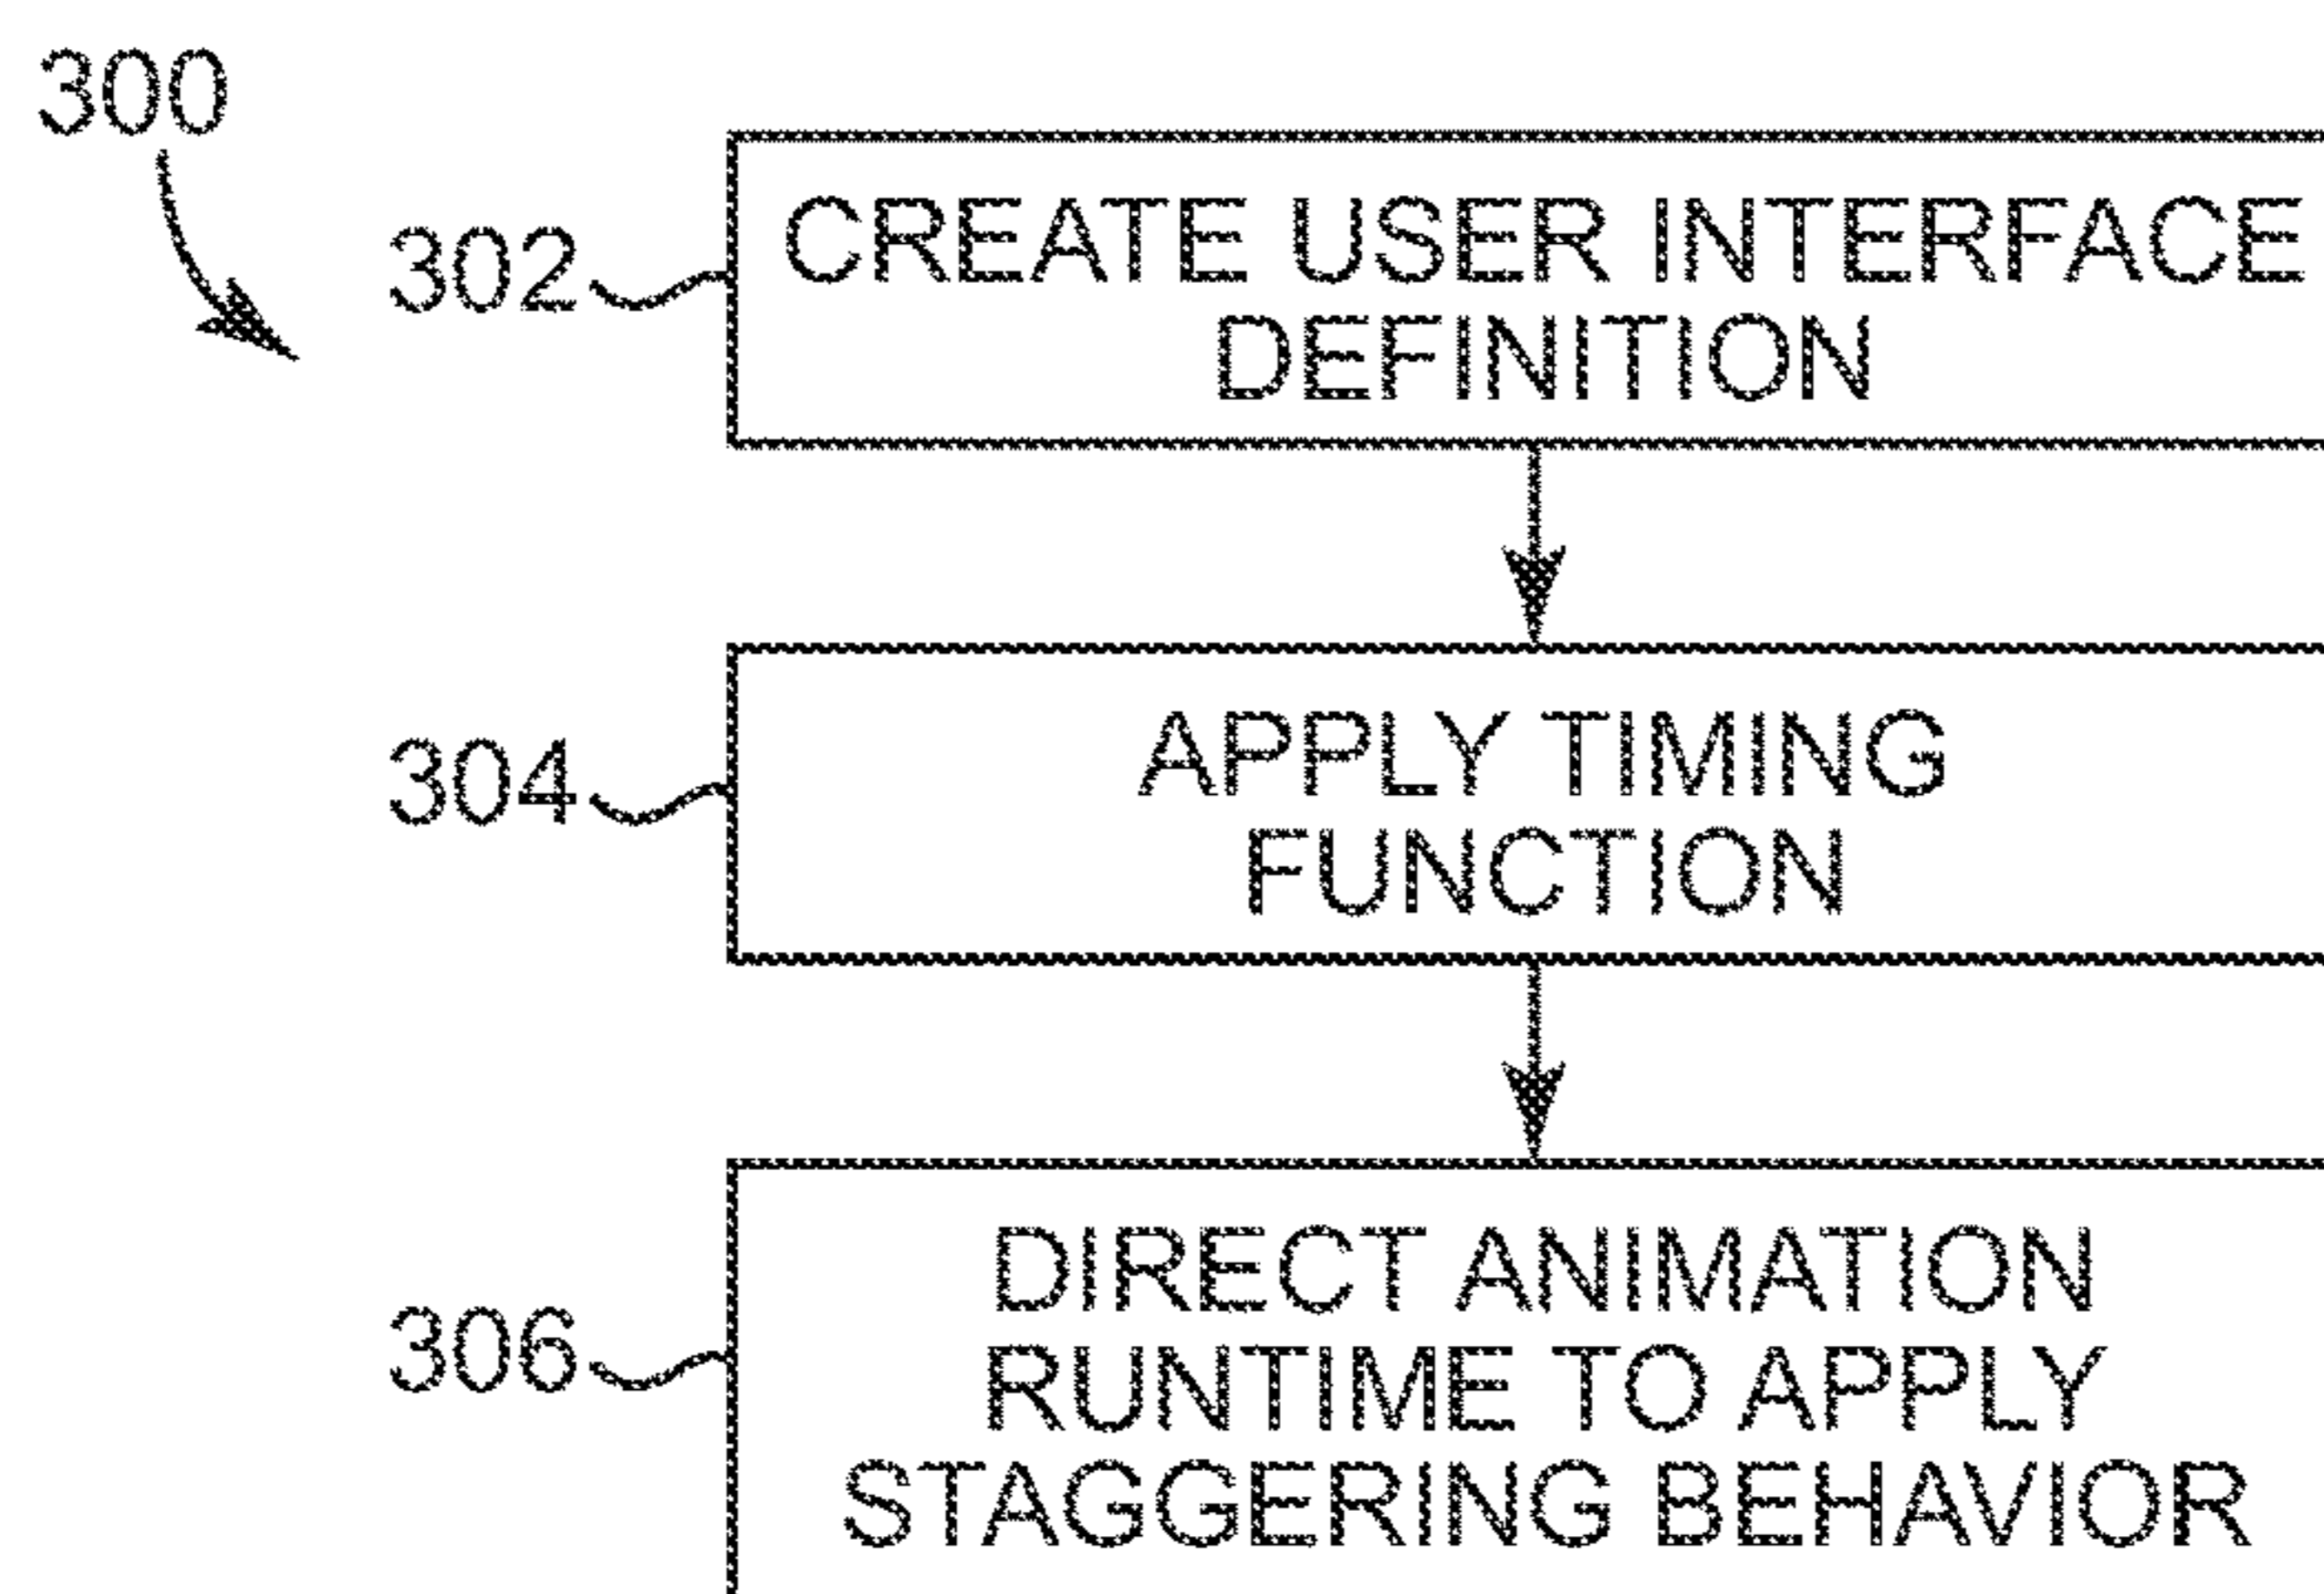 300
302
CREATE USER INTERFACE
DEFINITION
304
APPLY TIMING
FUNCTION
306
DIRECT ANIMATION
RUNTIME TO APPLY
STAGGERING BEHAVIOR